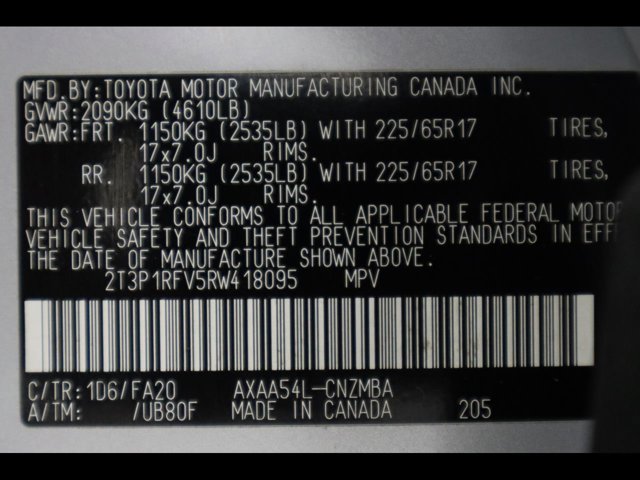 MFD.BY:TOYOTA MOTOR MANUFACTURING CANADA INC.
GVWR:2090KG (4610LB)
GAWR:FRT. 1150KG (2535LB) WITH 225/65R17 TIRES,
17x7.0J RIMS.
RR. 1150KG (2535LB) WITH 225/65R17 TIRES,
17x7.0J RIMS.
THIS VEHICLE CONFORMS TO ALL APPLICABLE FEDERAL MOTO
VEHICLE SAFETY AND THEFT PREVENTION STANDARDS IN EFFE
THE DATE OF MANUFACTURE SHOWN ABOVE.
2T3P1RFV5RW418095 MPV
C/TR:1D6/FA20 AXAA54L-CNZMBA
A/TM: /UB80F MADE IN CANADA 205